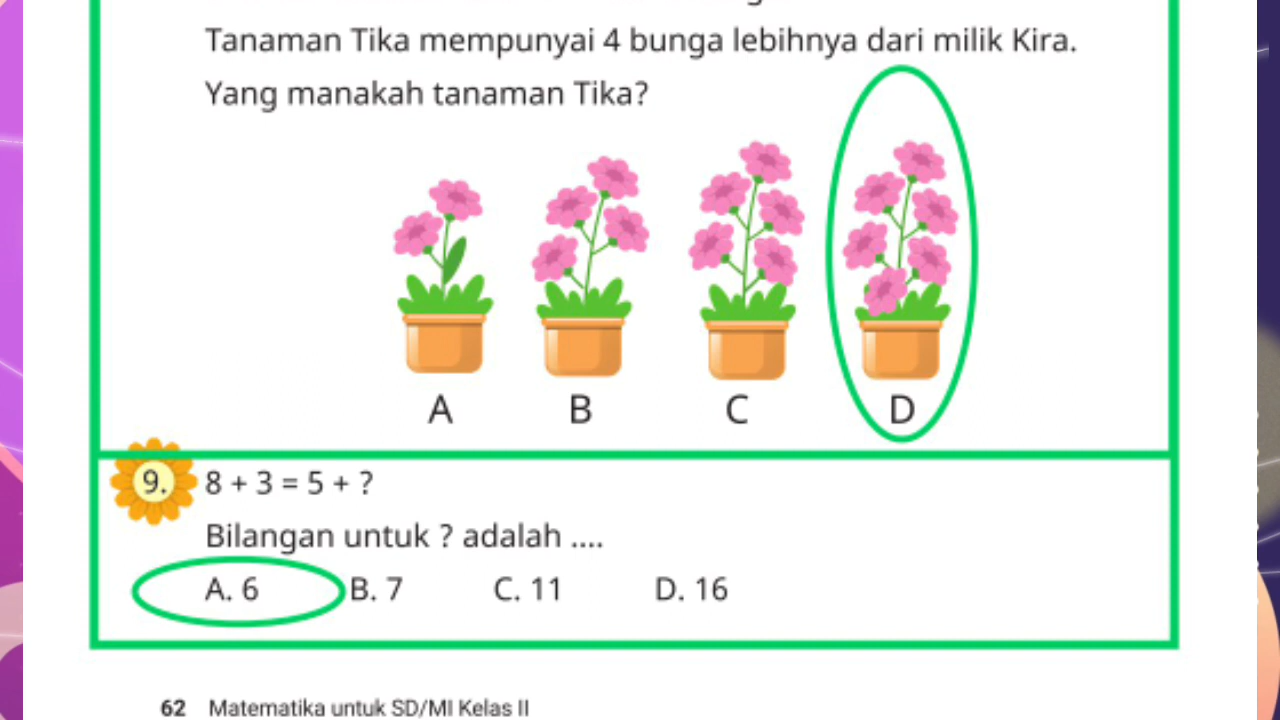 Tanaman Tika mempunyai 4 bunga lebihnya dari milik Kira.
Yang manakah tanaman Tika?
A B C D
9. 8 + 3 = 5 + ?
Bilangan untuk ? adalah ....
A. 6 B. 7 C. 11 D. 16
62 Matematika untuk SD/MI Kelas II